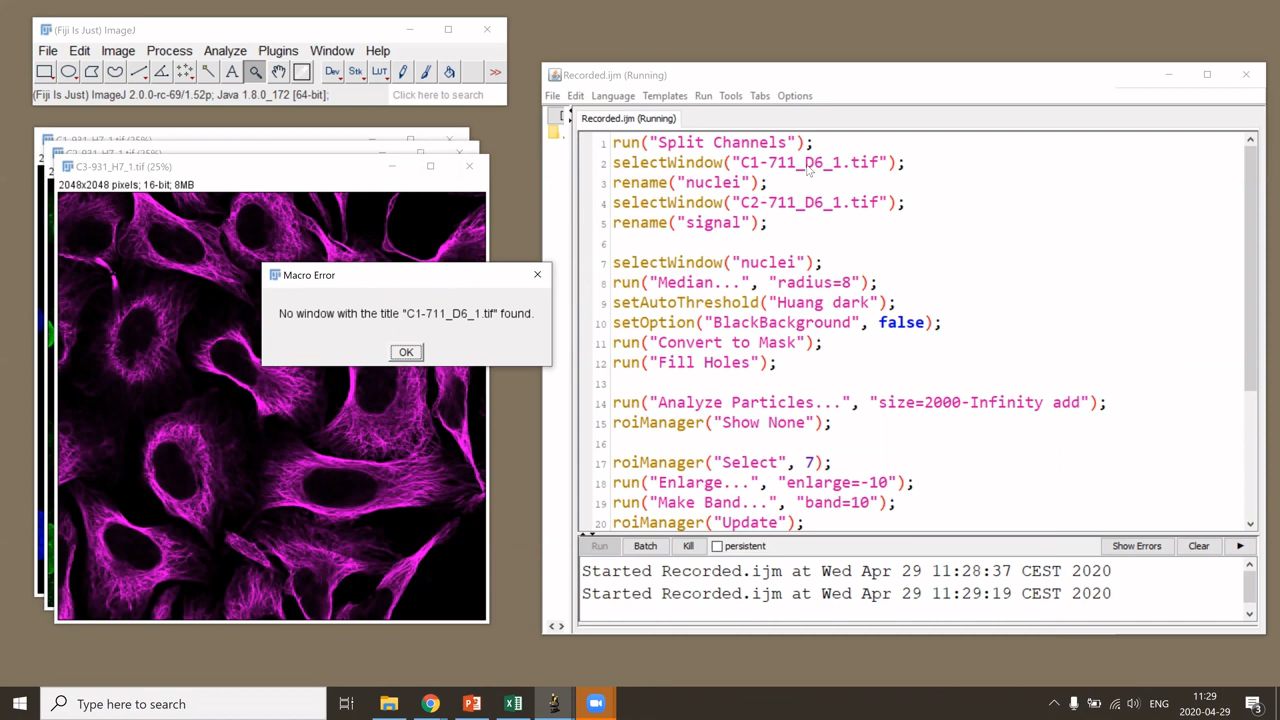 (Fiji Is Just) ImageJ
File Edit Image Process Analyze Plugins Window Help
A Dev Stk LUT >>
(Fiji Is Just) ImageJ 2.0.0-rc-69/1.52p; Java 1.8.0_172 [64-bit]; Click here to search
C1-931_H7_1.tif (25%)
C3-931_H7_1.tif (25%)
2048x2048 pixels; 16-bit; 8MB
Macro Error
No window with the title "C1-711_D6_1.tif" found.
OK
Recorded.ijm (Running)
File Edit Language Templates Run Tools Tabs Options
Recorded.ijm (Running)
1 run("Split Channels");
2 selectWindow("C1-711_D6_1.tif");
3 rename("nuclei");
4 selectWindow("C2-711_D6_1.tif");
5 rename("signal");
6
7 selectWindow("nuclei");
8 run("Median...", "radius=8");
9 setAutoThreshold("Huang dark");
10 setOption("BlackBackground", false);
11 run("Convert to Mask");
12 run("Fill Holes");
13
14 run("Analyze Particles...", "size=2000-Infinity add");
15 roiManager("Show None");
16
17 roiManager("Select", 7);
18 run("Enlarge...", "enlarge=-10");
19 run("Make Band...", "band=10");
20 roiManager("Update");
Run Batch Kill persistent Show Errors Clear
Started Recorded.ijm at Wed Apr 29 11:28:37 CEST 2020
Started Recorded.ijm at Wed Apr 29 11:29:19 CEST 2020
Type here to search
ENG
11:29
2020-04-29
3